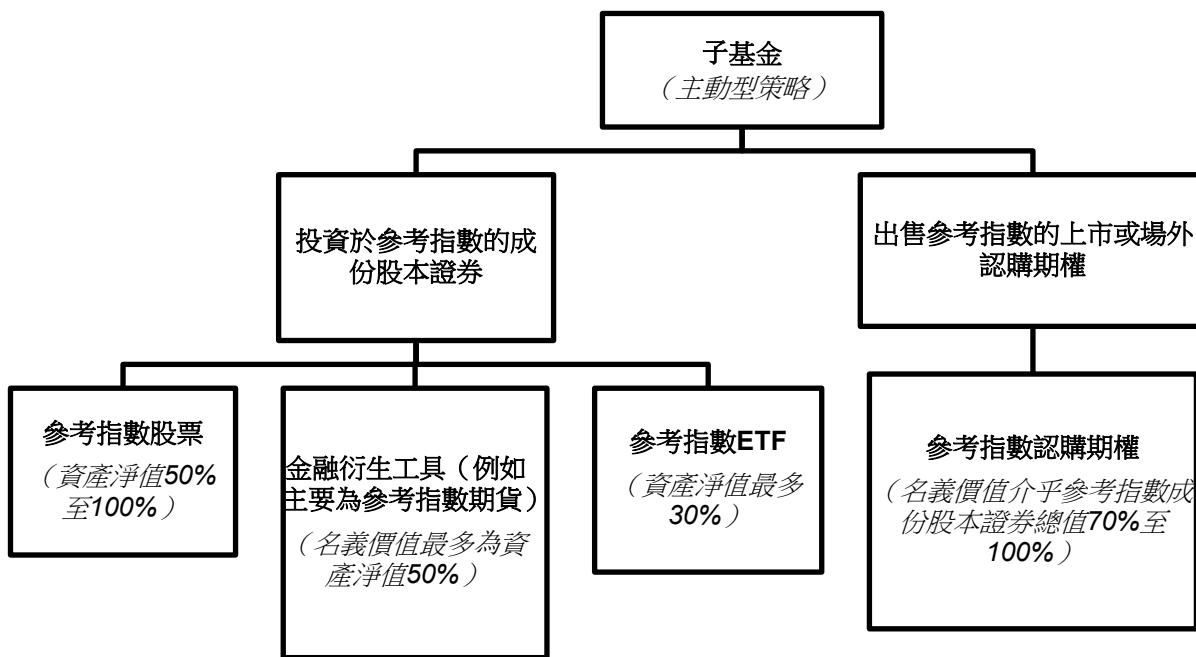 子基金
（主動型策略）
投資於參考指數的成
份股本證券
出售參考指數的上市或場外
認購期權
參考指數股票
（資產淨值50%
至100%）
金融衍生工具（例如
主要為參考指數期貨）
（名義價值最多為資
產淨值50%）
參考指數ETF
（資產淨值最多
30%）
參考指數認購期權
（名義價值介乎參考指數成
份股本證券總值70%至
100%）